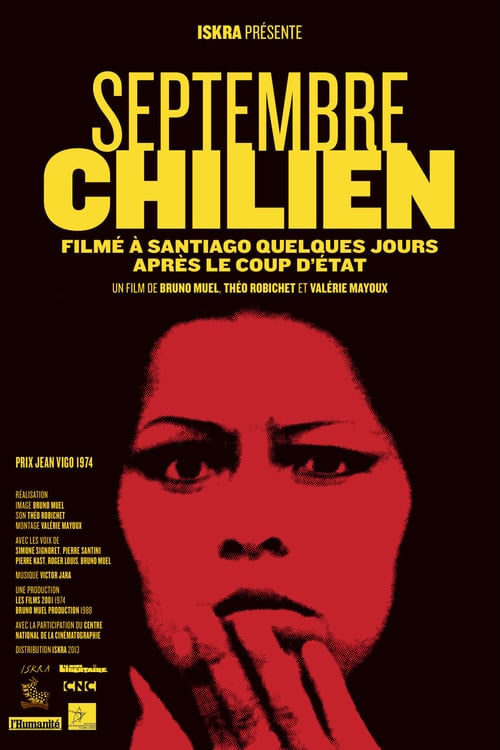 ISKRA PRÉSENTE
SEPTEMBRE
CHILIEN
FILMÉ À SANTIAGO QUELQUES JOURS
APRÈS LE COUP D'ÉTAT
UN FILM DE BRUNO MUEL, THÉO ROBICHET ET VALÉRIE MAYOUX
PRIX JEAN VIGO 1974
RÉALISATION
IMAGE BRUNO MUEL
SON THÉO ROBICHET
MONTAGE VALÉRIE MAYOUX
AVEC LES VOIX DE
SIMONE SIGNORET, PIERRE SANTINI
PIERRE KAST, ROGER LOUIS, BRUNO MUEL
MUSIQUE VICTOR JARA
UNE PRODUCTION
LES FILMS 2001 1974
BRUNO MUEL PRODUCTION 1989
AVEC LA PARTICIPATION DU CENTRE
NATIONAL DE LA CINÉMATOGRAPHIE
DISTRIBUTION ISKRA 2013
ISKRA
CNC
l'Humanité